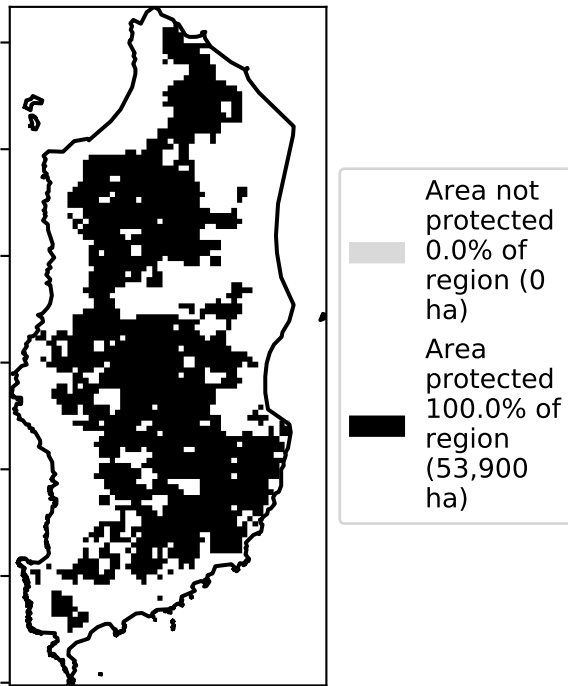 Area not
protected
0.0% of
region (0
ha)
Area
protected
100.0% of
region
(53,900
ha)